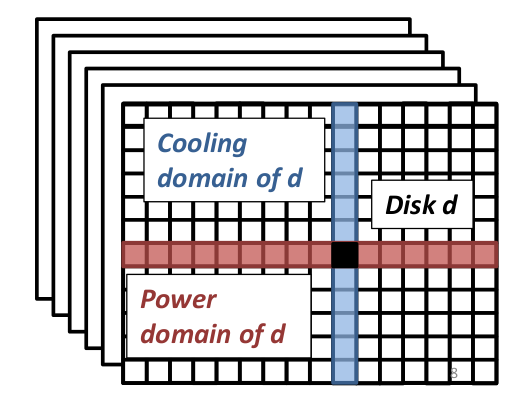 Cooling
domain of d
Disk d
Power
domain of d
8